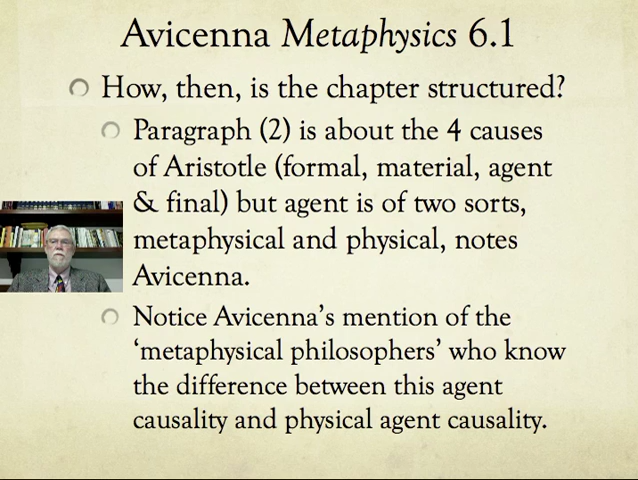 Avicenna Metaphysics 6.1
How, then, is the chapter structured?
Paragraph (2) is about the 4 causes
of Aristotle (formal, material, agent
& final) but agent is of two sorts,
metaphysical and physical, notes
Avicenna.
Notice Avicenna’s mention of the
‘metaphysical philosophers’ who know
the difference between this agent
causality and physical agent causality.